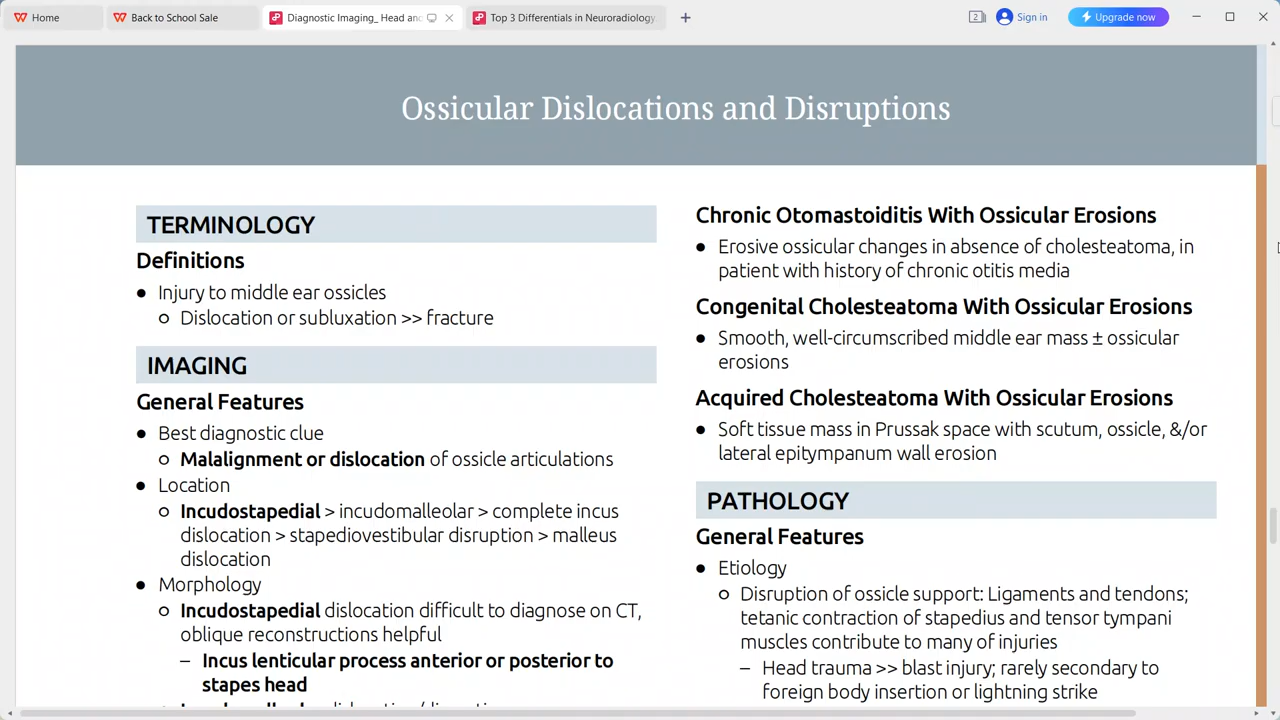 Home
Back to School Sale
Diagnostic Imaging_ Head and
Top 3 Differentials in Neuroradiology
2
Sign in
Upgrade now
Ossicular Dislocations and Disruptions
TERMINOLOGY
Definitions
● Injury to middle ear ossicles
○ Dislocation or subluxation >> fracture
IMAGING
General Features
● Best diagnostic clue
○ Malalignment or dislocation of ossicle articulations
● Location
○ Incudostapedial > incudomalleolar > complete incus
dislocation > stapediovestibular disruption > malleus
dislocation
● Morphology
○ Incudostapedial dislocation difficult to diagnose on CT,
oblique reconstructions helpful
– Incus lenticular process anterior or posterior to
stapes head
Chronic Otomastoiditis With Ossicular Erosions
● Erosive ossicular changes in absence of cholesteatoma, in
patient with history of chronic otitis media
Congenital Cholesteatoma With Ossicular Erosions
● Smooth, well-circumscribed middle ear mass ± ossicular
erosions
Acquired Cholesteatoma With Ossicular Erosions
● Soft tissue mass in Prussak space with scutum, ossicle, &/or
lateral epitympanum wall erosion
PATHOLOGY
General Features
● Etiology
○ Disruption of ossicle support: Ligaments and tendons;
tetanic contraction of stapedius and tensor tympani
muscles contribute to many of injuries
– Head trauma >> blast injury; rarely secondary to
foreign body insertion or lightning strike